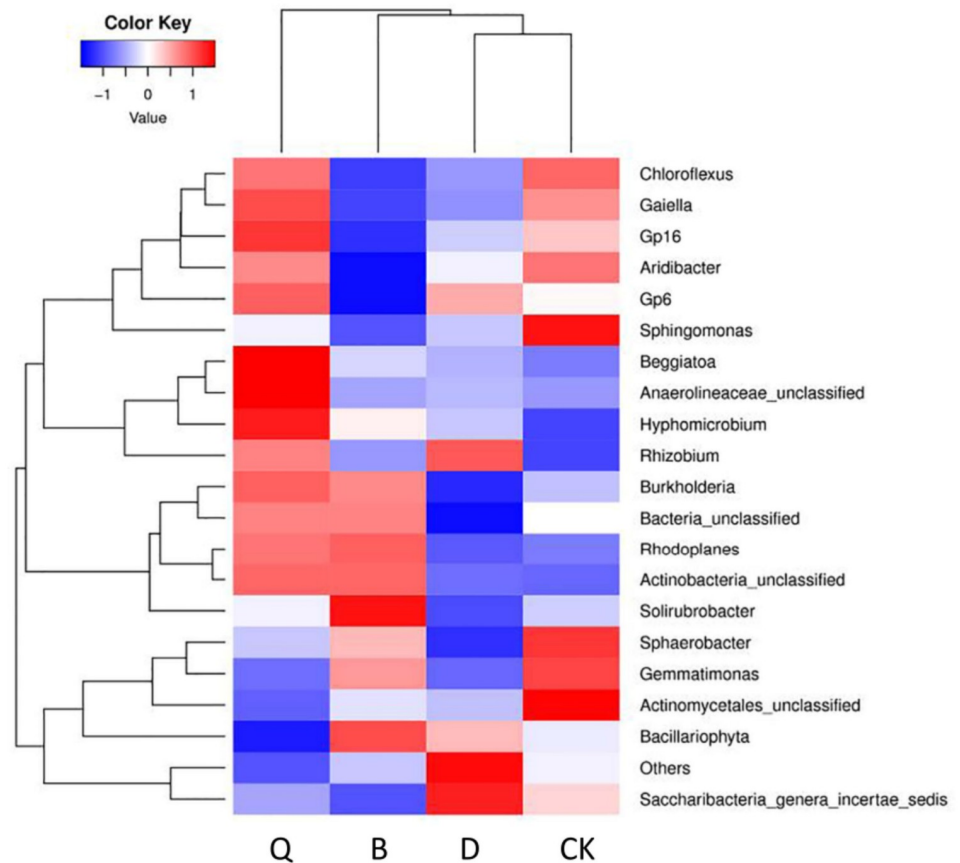 Color Key
−1 0 1
Value
Chloroflexus
Gaiella
Gp16
Aridibacter
Gp6
Sphingomonas
Beggiatoa
Anaerolineaceae_unclassified
Hyphomicrobium
Rhizobium
Burkholderia
Bacteria_unclassified
Rhodoplanes
Actinobacteria_unclassified
Solirubrobacter
Sphaerobacter
Gemmatimonas
Actinomycetales_unclassified
Bacillariophyta
Others
Saccharibacteria_genera_incertae_sedis
Q B D CK